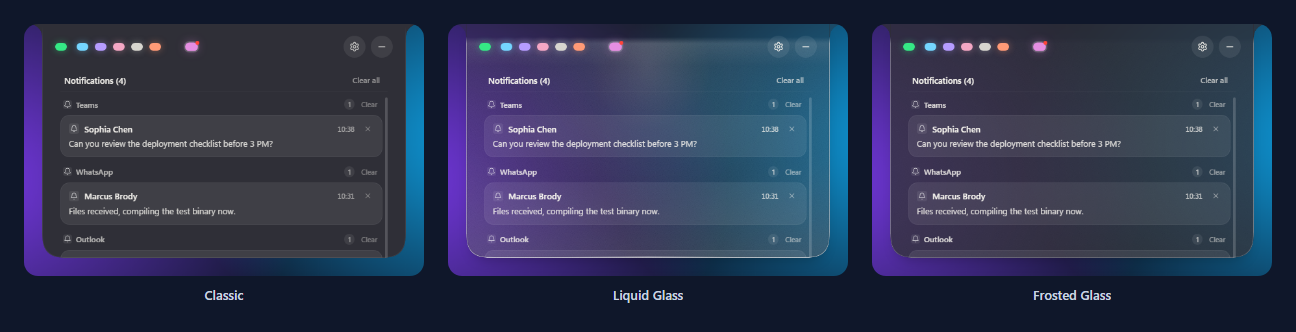 Notifications (4)
Clear all
Teams
1 Clear
Sophia Chen
10:38 ×
Can you review the deployment checklist before 3 PM?
WhatsApp
1 Clear
Marcus Brody
10:31 ×
Files received, compiling the test binary now.
Outlook
1 Clear
Classic
Notifications (4)
Clear all
Teams
1 Clear
Sophia Chen
10:38 ×
Can you review the deployment checklist before 3 PM?
WhatsApp
1 Clear
Marcus Brody
10:31 ×
Files received, compiling the test binary now.
Outlook
1 Clear
Liquid Glass
Notifications (4)
Clear all
Teams
1 Clear
Sophia Chen
10:38 ×
Can you review the deployment checklist before 3 PM?
WhatsApp
1 Clear
Marcus Brody
10:31 ×
Files received, compiling the test binary now.
Outlook
1 Clear
Frosted Glass